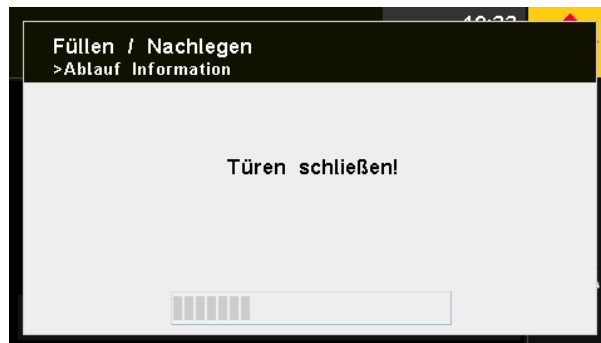 Füllen / Nachlegen
>Ablauf Information
Türen schließen!